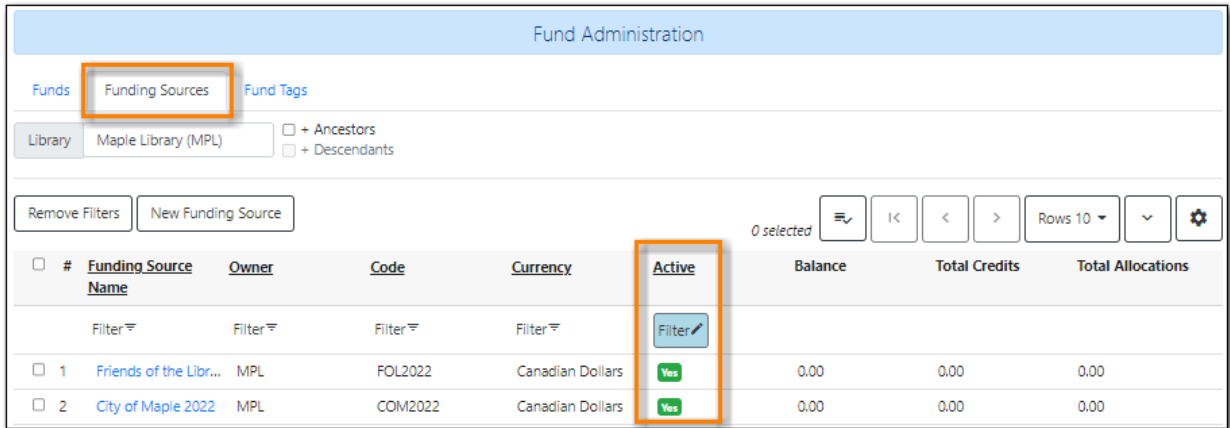 Fund Administration
Funds Funding Sources Fund Tags
Library Maple Library (MPL) + Ancestors
+ Descendants
Remove Filters New Funding Source 0 selected Rows 10
# Funding Source Name Owner Code Currency Active Balance Total Credits Total Allocations
Filter Filter Filter Filter Filter
1 Friends of the Libr... MPL FOL2022 Canadian Dollars Yes 0.00 0.00 0.00
2 City of Maple 2022 MPL COM2022 Canadian Dollars Yes 0.00 0.00 0.00